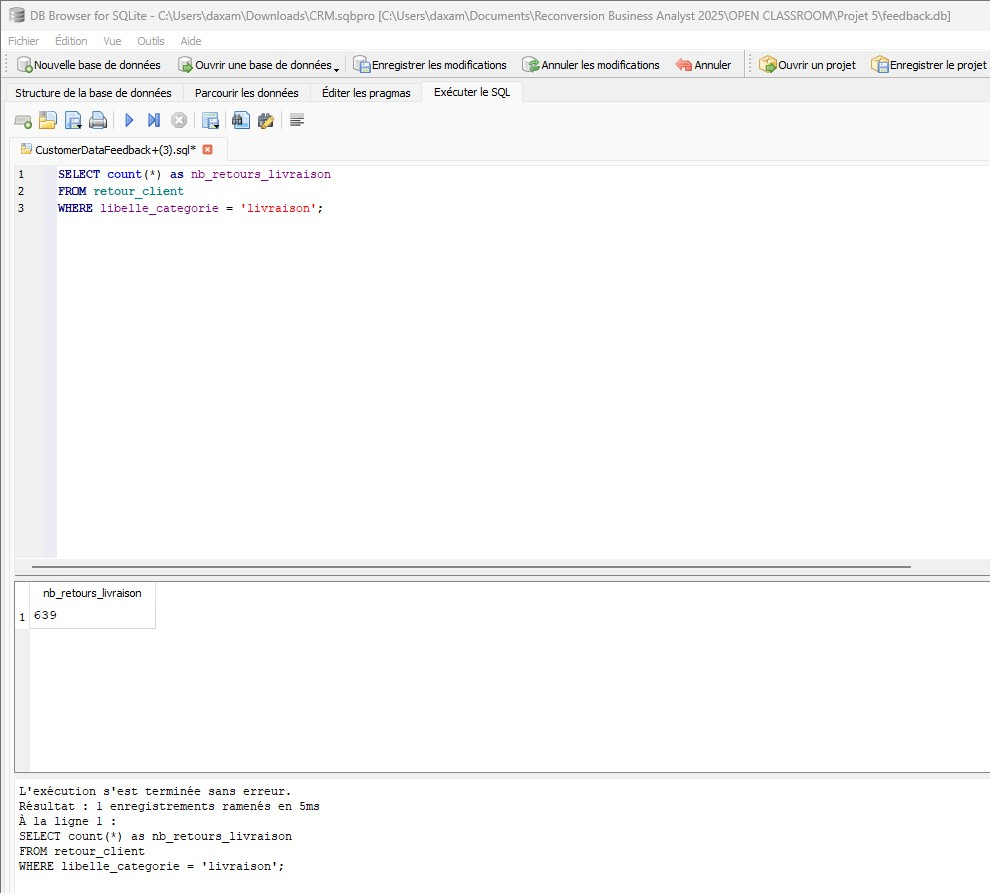 DB Browser for SQLite - C:\Users\daxam\Downloads\CRM.sqbpro [C:\Users\daxam\Documents\Reconversion Business Analyst 2025\OPEN CLASSROOM\Projet 5\feedback.db]
Fichier Édition Vue Outils Aide
Nouvelle base de données Ouvrir une base de données Enregistrer les modifications Annuler les modifications Annuler Ouvrir un projet Enregistrer le projet
Structure de la base de données Parcourir les données Éditer les pragmas Exécuter le SQL
CustomerDataFeedback+(3).sql*
1 SELECT count(*) as nb_retours_livraison
2 FROM retour_client
3 WHERE libelle_categorie = 'livraison';
nb_retours_livraison
1 639
L'exécution s'est terminée sans erreur.
Résultat : 1 enregistrements ramenés en 5ms
À la ligne 1 :
SELECT count(*) as nb_retours_livraison
FROM retour_client
WHERE libelle_categorie = 'livraison';